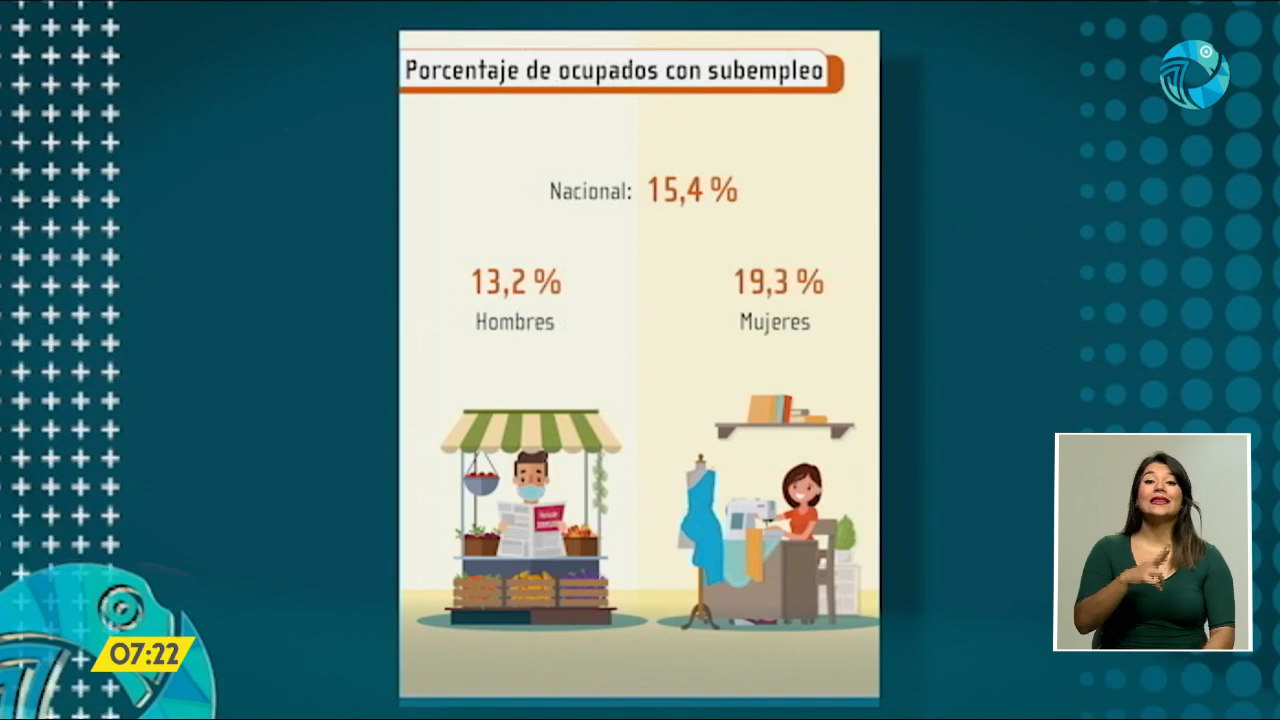 Porcentaje de ocupados con subempleo
Nacional: 15,4 %
13,2 %
Hombres
19,3 %
Mujeres
07:22